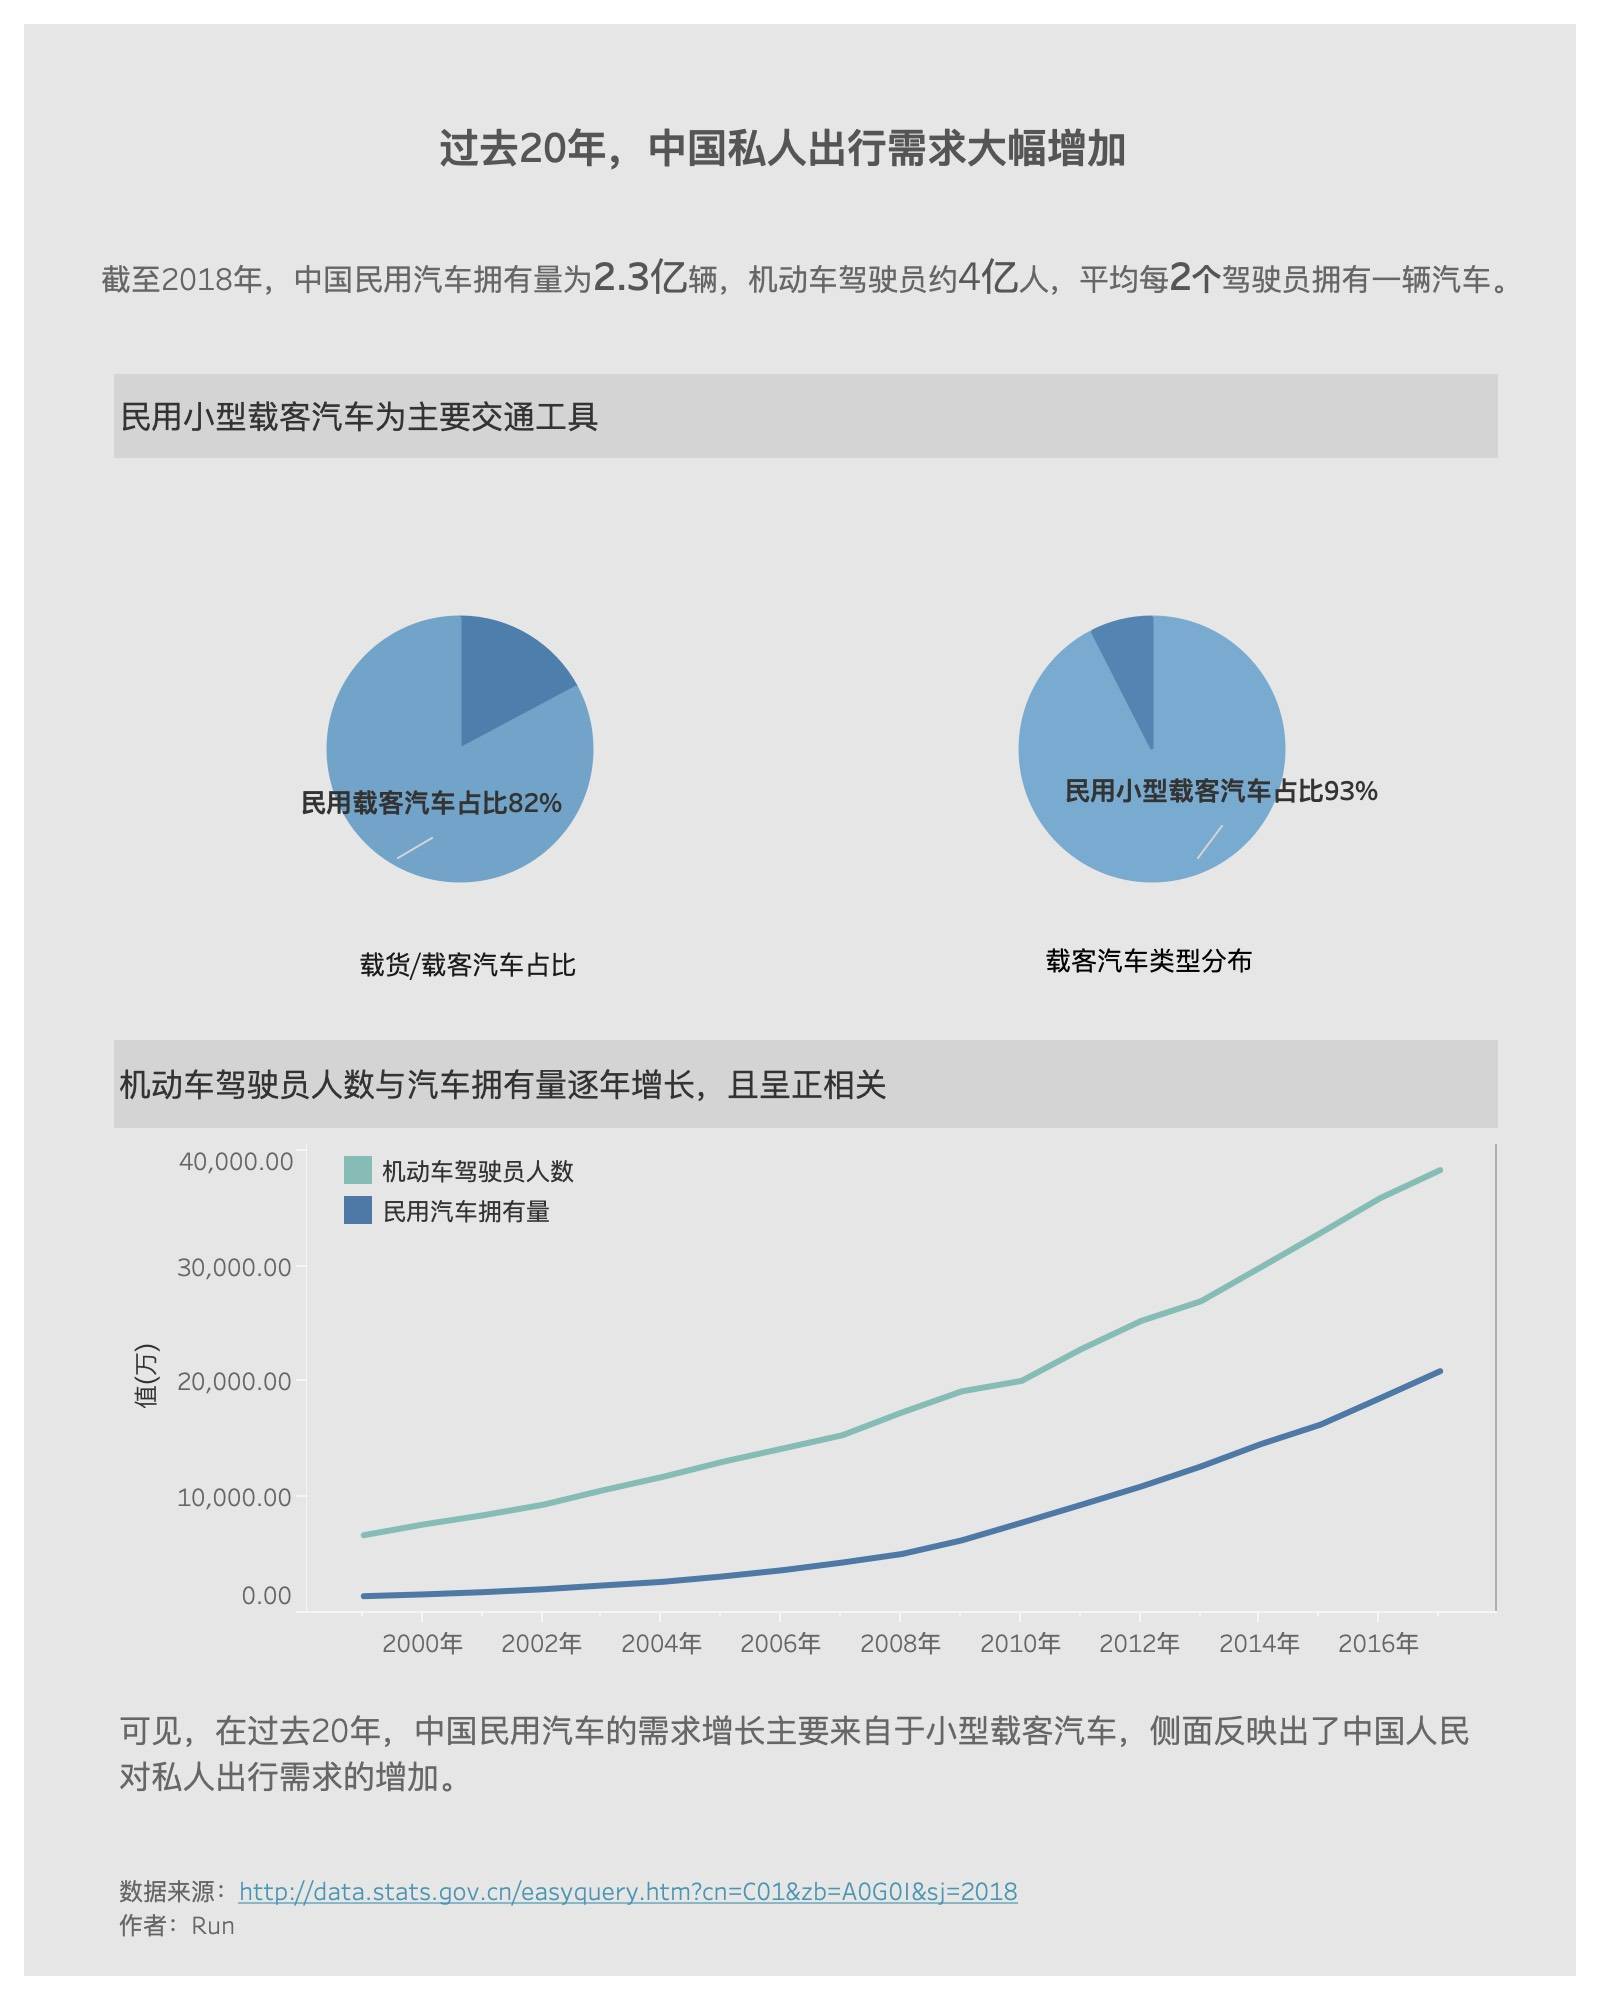 过去20年，中国私人出行需求大幅增加
截至2018年，中国民用汽车拥有量为2.3亿辆，机动车驾驶员约4亿人，平均每2个驾驶员拥有一辆汽车。
民用小型载客汽车为主要交通工具
民用载客汽车占比82%
民用小型载客汽车占比93%
载货/载客汽车占比
载客汽车类型分布
机动车驾驶员人数与汽车拥有量逐年增长，且呈正相关
机动车驾驶员人数
民用汽车拥有量
值(万)
40,000.00
30,000.00
20,000.00
10,000.00
0.00
2000年
2002年
2004年
2006年
2008年
2010年
2012年
2014年
2016年
可见，在过去20年，中国民用汽车的需求增长主要来自于小型载客汽车，侧面反映出了中国人民
对私人出行需求的增加。
数据来源：http://data.stats.gov.cn/easyquery.htm?cn=C01&zb=A0G0I&sj=2018
作者：Run